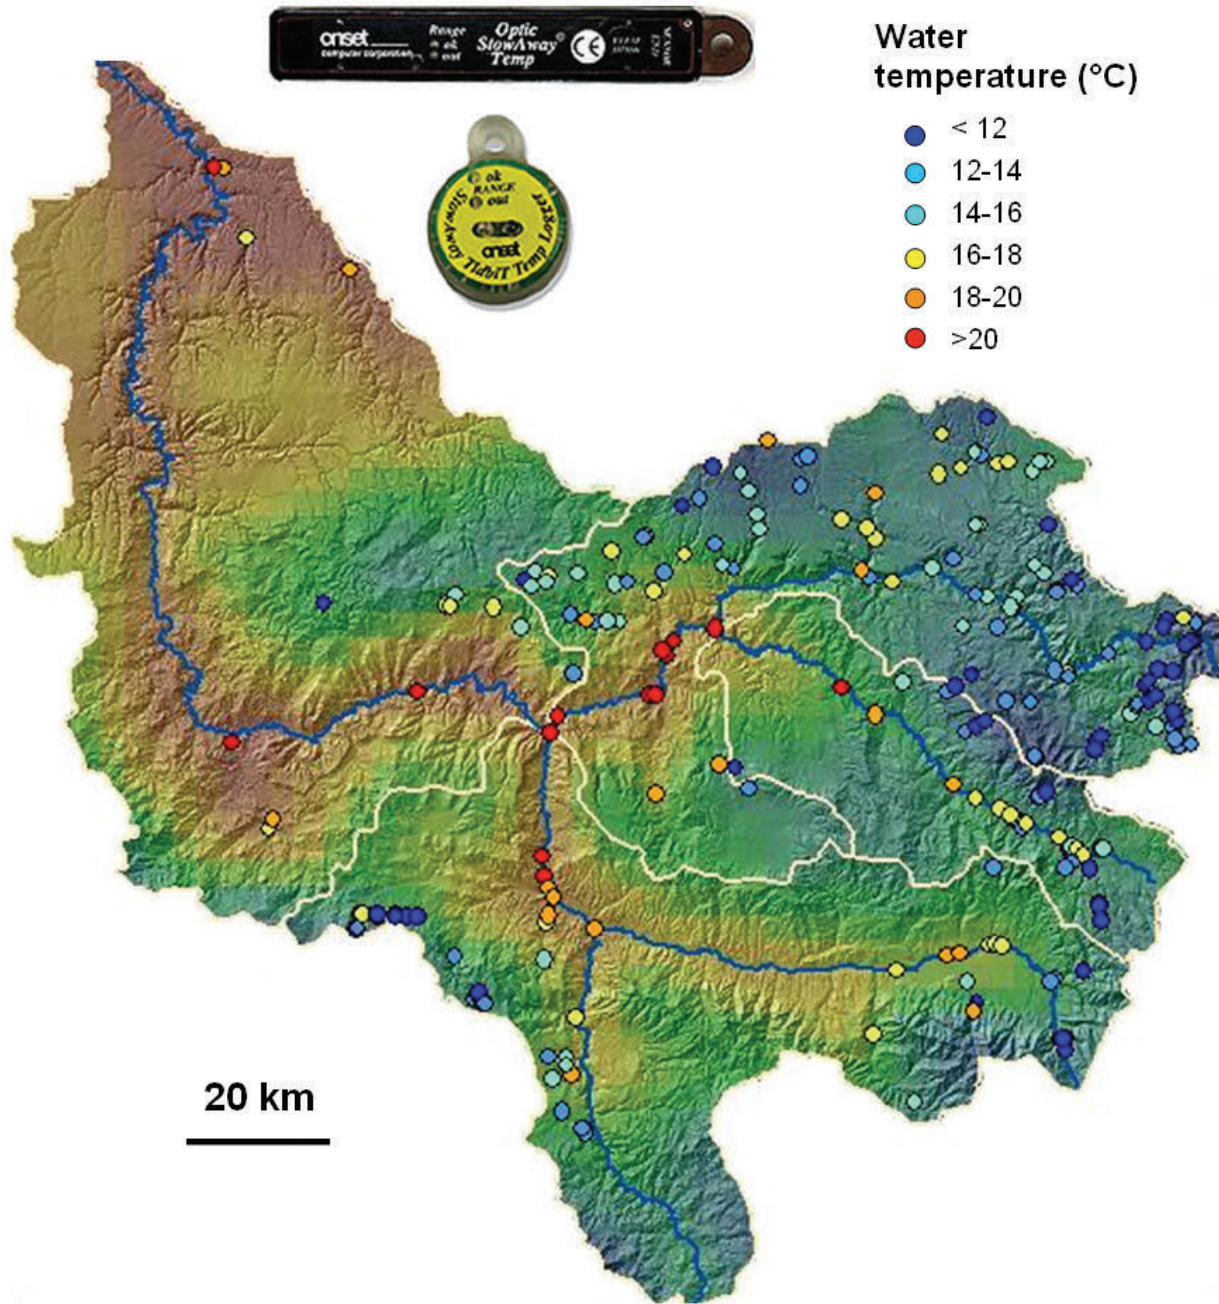 onset
computer corporation
Range
ok
out
Optic
StowAway®
Temp
CE
Water
temperature (°C)
< 12
12-14
14-16
16-18
18-20
>20
ok
RANGE
out
onset
StowAway TidbiT Temp Logger
20 km